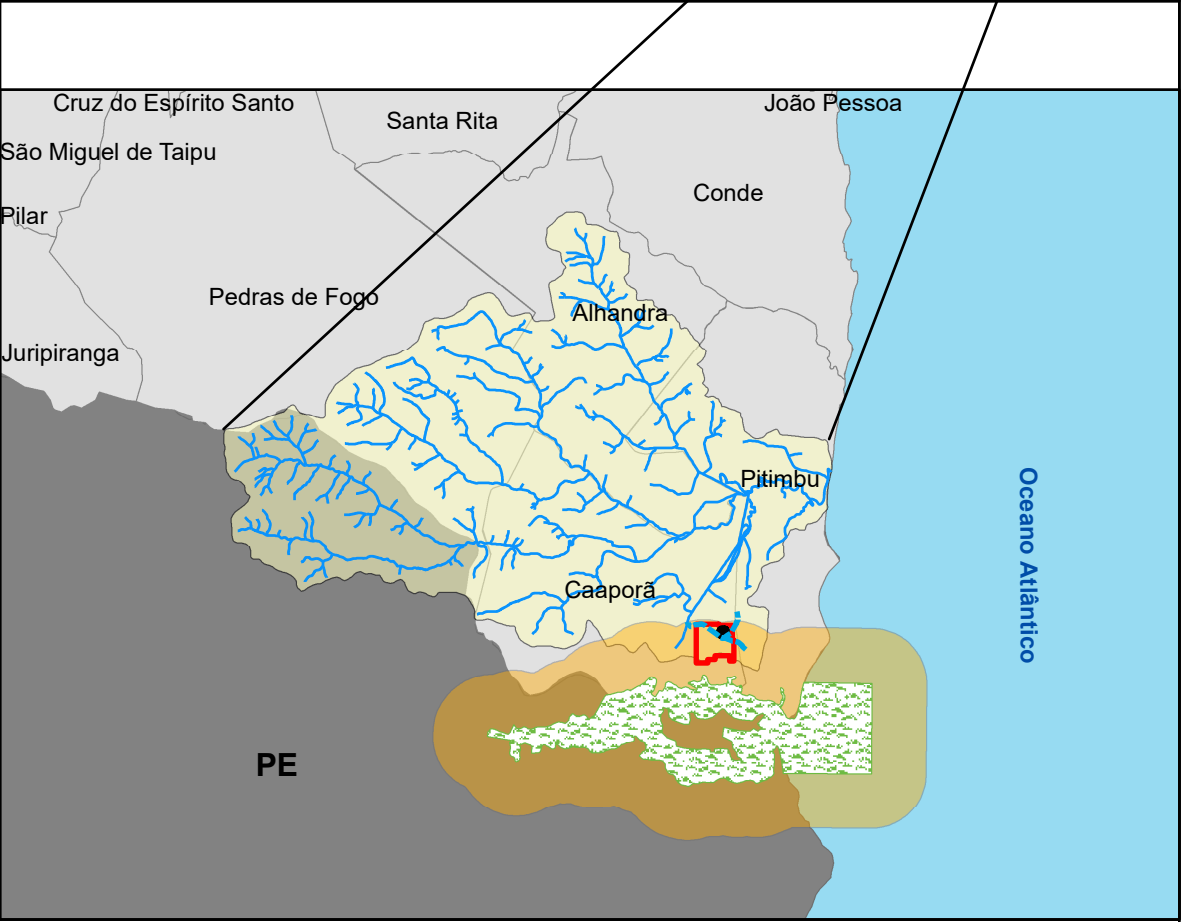 Cruz do Espírito Santo
João Pessoa
Santa Rita
São Miguel de Taipu
Conde
Pilar
Pedras de Fogo
Alhandra
Juripiranga
Pitimbu
Oceano Atlântico
Caaporã
PE